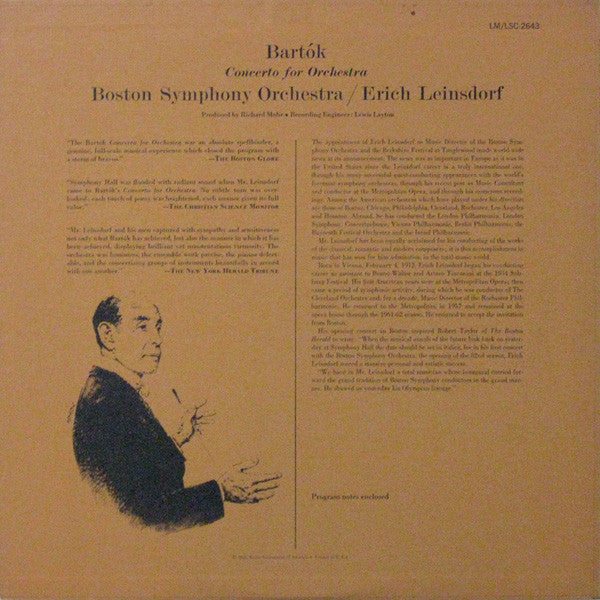 LM/LSC-2643
Bartók
Concerto for Orchestra
Boston Symphony Orchestra/Erich Leinsdorf
Produced by Richard Mohr • Recording Engineer: Lewis Layton
"The Bartók Concerto for Orchestra was an absolute spellbinder, a
genuine, full-scale musical experience which closed the program with
a storm of bravos." —THE BOSTON GLOBE
"Symphony Hall was flooded with radiant sound when Mr. Leinsdorf
came to Bartók's Concerto for Orchestra. No subtle turn was over-
looked; each touch of poesy was heightened, each nuance given its full
value." —THE CHRISTIAN SCIENCE MONITOR
"Mr. Leinsdorf and his men captured with sympathy and sensitiveness
not only what Bartók has achieved, but also the manner in which it has
been achieved, displaying brilliant yet unostentatious virtuosity. The
orchestra was luminous, the ensemble work precise, the pianos delect-
able, and the concertizing groups of instruments beautifully in accord
with one another." —THE NEW YORK HERALD TRIBUNE
The appointment of Erich Leinsdorf as Music Director of the Boston Sym-
phony Orchestra and the Berkshire Festival at Tanglewood made world-wide
news at its announcement. The news was as important in Europe as it was in
the United States since the Leinsdorf career is a truly international one
through his many successful guest-conducting appearances with the world's
foremost symphony orchestras, through his recent post as Music Consultant
and conductor at the Metropolitan Opera, and through his numerous record-
ings. Among the American orchestras which have played under his direction
are those of Boston, Chicago, Philadelphia, Cleveland, Rochester, Los Angeles
and Houston. Abroad, he has conducted the London Philharmonia, London
Symphony, Concertgebouw, Vienna Philharmonic, Berlin Philharmonic, the
Bayreuth Festival Orchestra and the Israel Philharmonic.
Mr. Leinsdorf has been equally acclaimed for his conducting of the works
of the classical, romantic and modern composers; it is this completeness in
music that has won for him admiration in the total music world.
Born in Vienna, February 4, 1912, Erich Leinsdorf began his conducting
career as assistant to Bruno Walter and Arturo Toscanini at the 1934 Salz-
burg Festival. His first American years were at the Metropolitan Opera; then
came a period of symphonic activity, during which he was conductor of The
Cleveland Orchestra and, for a decade, Music Director of the Rochester Phil-
harmonic. He returned to the Metropolitan in 1957 and remained at the
opera house through the 1961-62 season. He resigned to accept the invitation
from Boston.
His opening concert in Boston inspired Robert Taylor of The Boston
Herald to write: "When the musical annals of the future look back on yester-
day at Symphony Hall the date should be set in italics, for in his first concert
with the Boston Symphony Orchestra, the opening of the 82nd season, Erich
Leinsdorf scored a massive personal and artistic success.
"We have in Mr. Leinsdorf a total musician whose inaugural carried for-
ward the grand tradition of Boston Symphony conductors in the grand man-
ner. He showed us yesterday his Olympian lineage."
Program notes enclosed